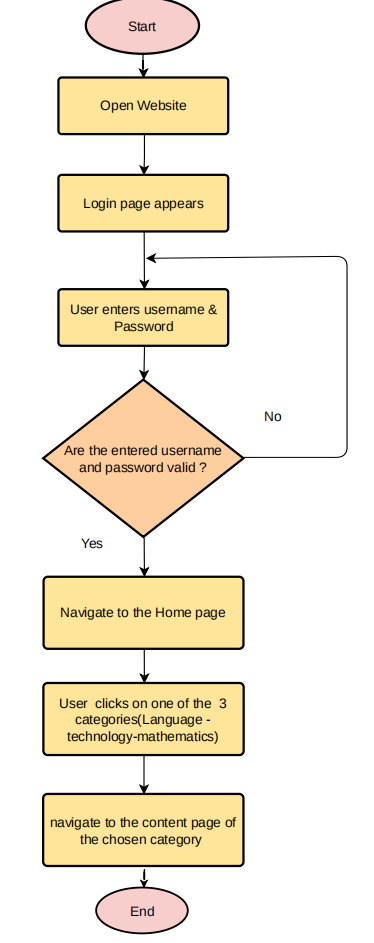 Start
Open Website
Login page appears
User enters username &
Password
No
Are the entered username
and password valid ?
Yes
Navigate to the Home page
User  clicks on one of the  3
categories(Language -
technology-mathematics)
navigate to the content page of
the chosen category
End